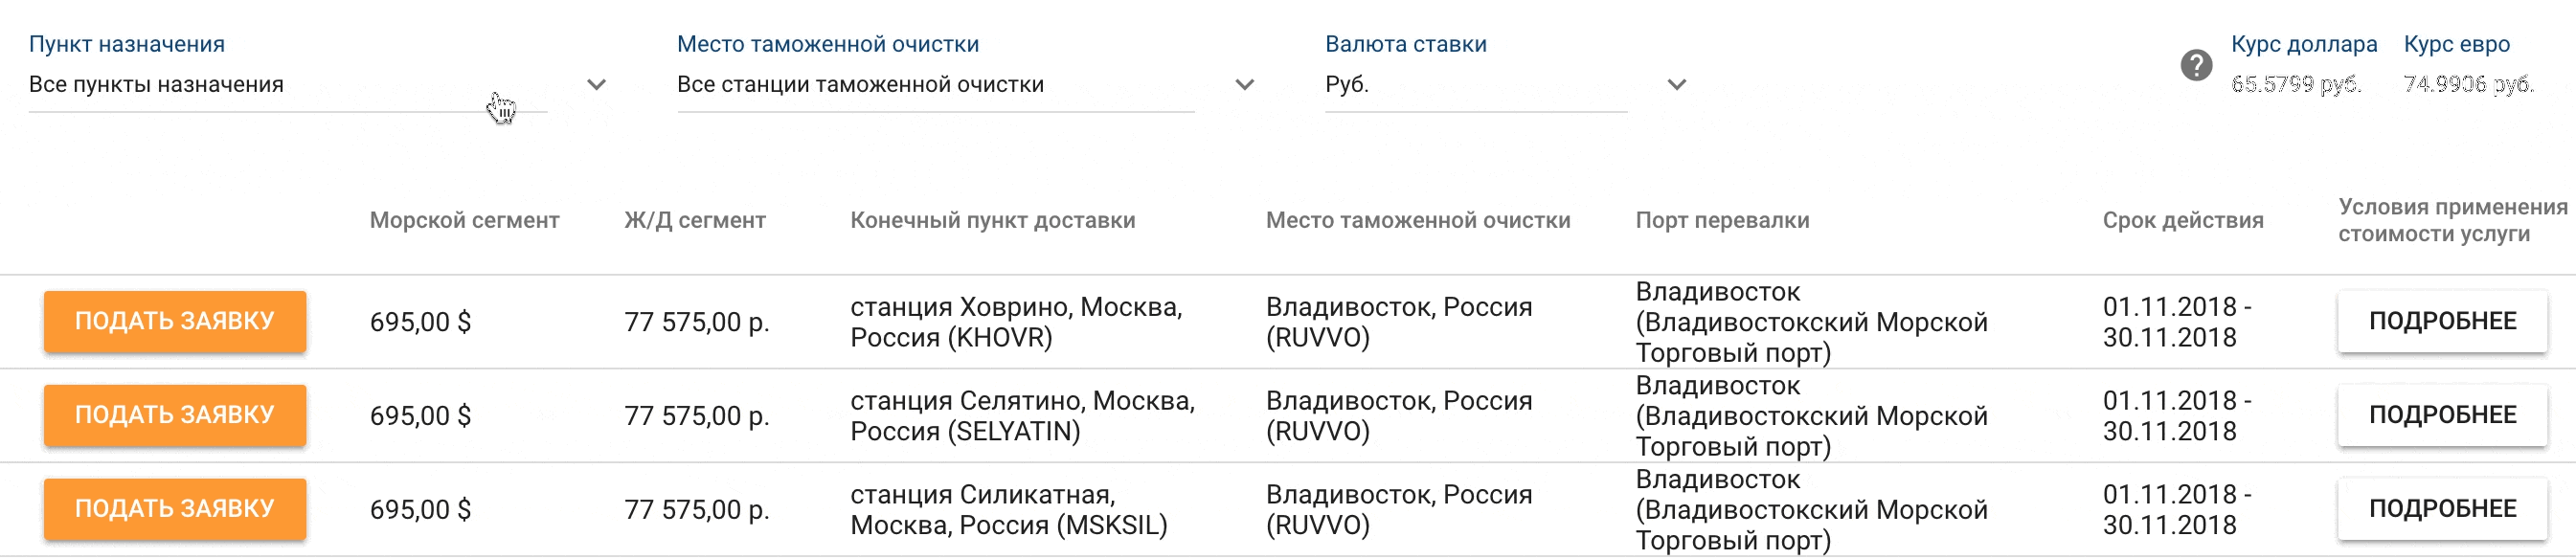 Пункт назначения
Все пункты назначения
Место таможенной очистки
Все станции таможенной очистки
Валюта ставки
Руб.
?
Курс доллара
65.5799 руб.
Курс евро
74.9906 руб.
Морской сегмент
Ж/Д сегмент
Конечный пункт доставки
Место таможенной очистки
Порт перевалки
Срок действия
Условия применения
стоимости услуги
ПОДАТЬ ЗАЯВКУ
695,00 $
77 575,00 р.
станция Ховрино, Москва,
Россия (KHOVR)
Владивосток, Россия
(RUVVO)
Владивосток
(Владивостокский Морской
Торговый порт)
01.11.2018 -
30.11.2018
ПОДРОБНЕЕ
ПОДАТЬ ЗАЯВКУ
695,00 $
77 575,00 р.
станция Селятино, Москва,
Россия (SELYATIN)
Владивосток, Россия
(RUVVO)
Владивосток
(Владивостокский Морской
Торговый порт)
01.11.2018 -
30.11.2018
ПОДРОБНЕЕ
ПОДАТЬ ЗАЯВКУ
695,00 $
77 575,00 р.
станция Силикатная,
Москва, Россия (MSKSIL)
Владивосток, Россия
(RUVVO)
Владивосток
(Владивостокский Морской
Торговый порт)
01.11.2018 -
30.11.2018
ПОДРОБНЕЕ